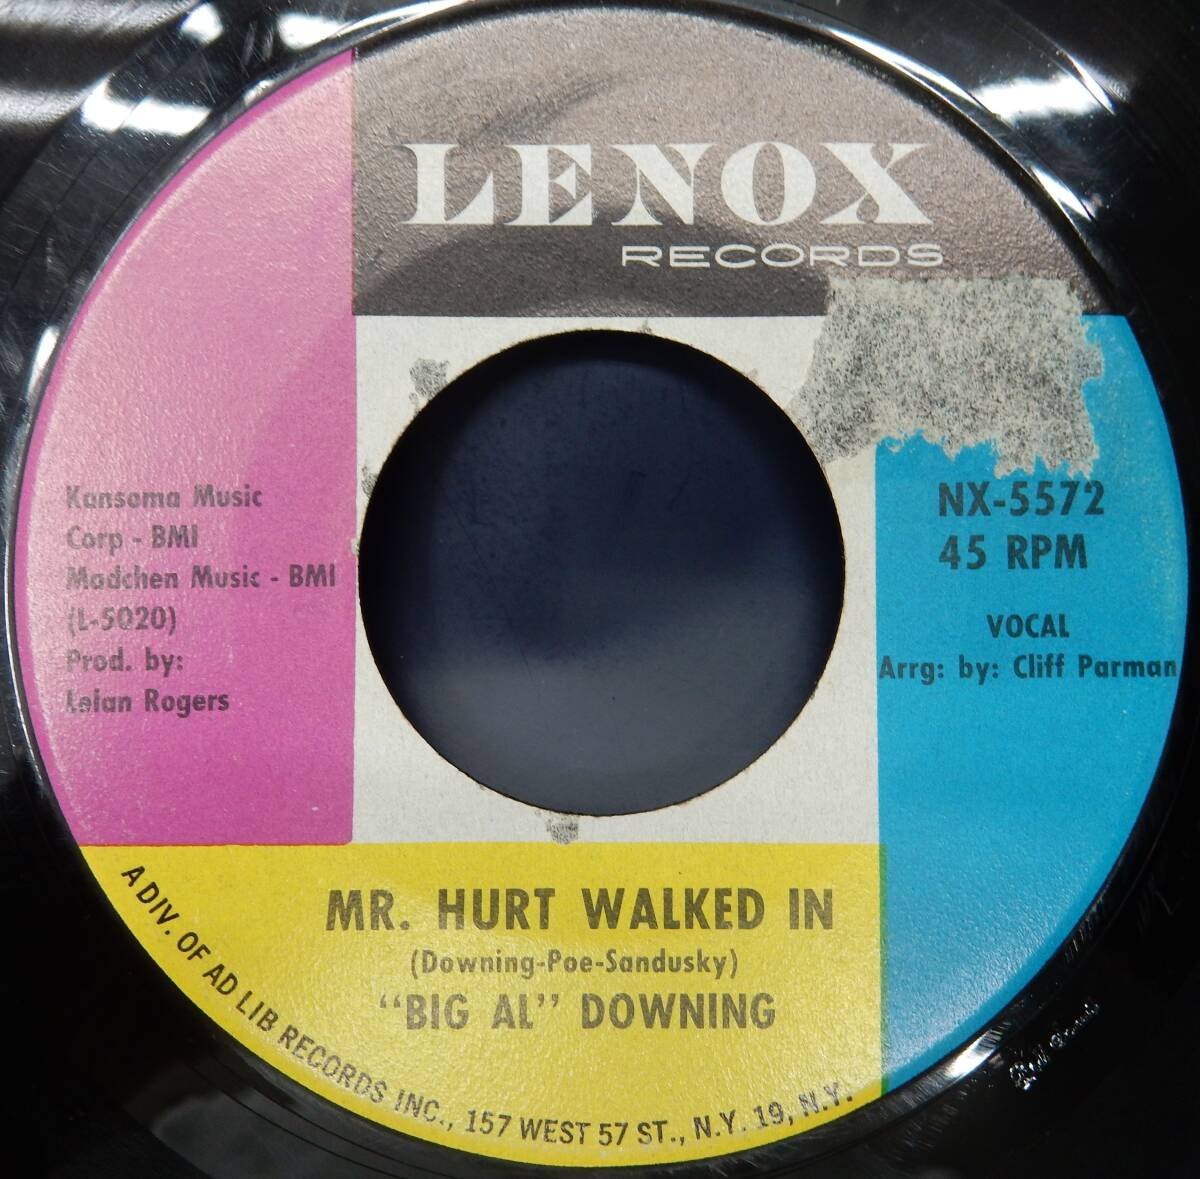 LENOX
RECORDS
Kansoma Music
Corp - BMI
Madchen Music - BMI
(L-5020)
Prod. by:
Lelan Rogers
NX-5572
45 RPM
VOCAL
Arrg: by: Cliff Parman
MR. HURT WALKED IN
(Downing-Poe-Sandusky)
“BIG AL” DOWNING
A DIV. OF AD LIB RECORDS INC., 157 WEST 57 ST., N.Y. 19, N.Y.